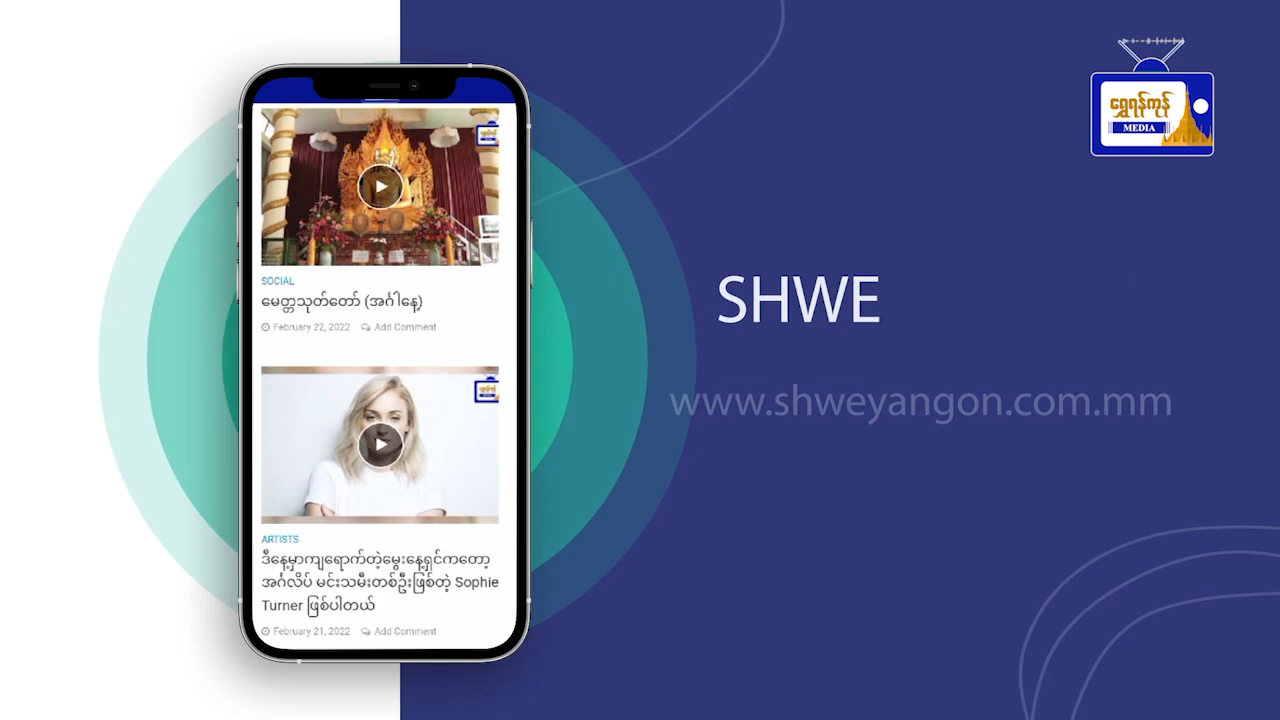 SOCIAL
မေတ္တသုတ်တော် (အင်္ဂါနေ့)
February 22, 2022 Add Comment
ARTISTS
ဒီနေ့မှာကျရောက်တဲ့မွေးနေ့ရှင်ကတော့
အင်္ဂလိပ် မင်းသမီးတစ်ဦးဖြစ်တဲ့ Sophie
Turner ဖြစ်ပါတယ်
February 21, 2022 Add Comment
ရွှေရန်ကုန်
MEDIA
SHWE
www.shweyangon.com.mm